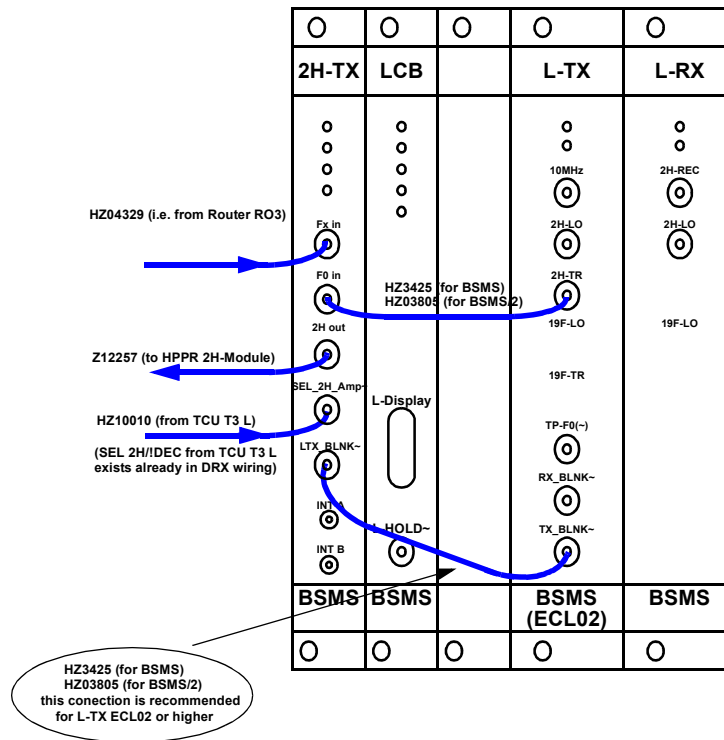 2H-TX LCB L-TX L-RX
10MHz 2H-REC
HZ04329 (i.e. from Router RO3)
Fx in 2H-LO 2H-LO
F0 in 2H-TR
HZ3425 (for BSMS)
HZ03805 (for BSMS/2)
2H out 19F-LO 19F-LO
Z12257 (to HPPR 2H-Module)
19F-TR
SEL_2H_Amp~
L-Display
HZ10010 (from TCU T3 L)
TP-F0(~)
(SEL 2H/!DEC from TCU T3 L
exists already in DRX wiring)
LTX_BLNK~
RX_BLNK~
INT A
L-HOLD~ TX_BLNK~
INT B
BSMS BSMS BSMS BSMS
(ECL02)
HZ3425 (for BSMS)
HZ03805 (for BSMS/2)
this conection is recommended
for L-TX ECL02 or higher